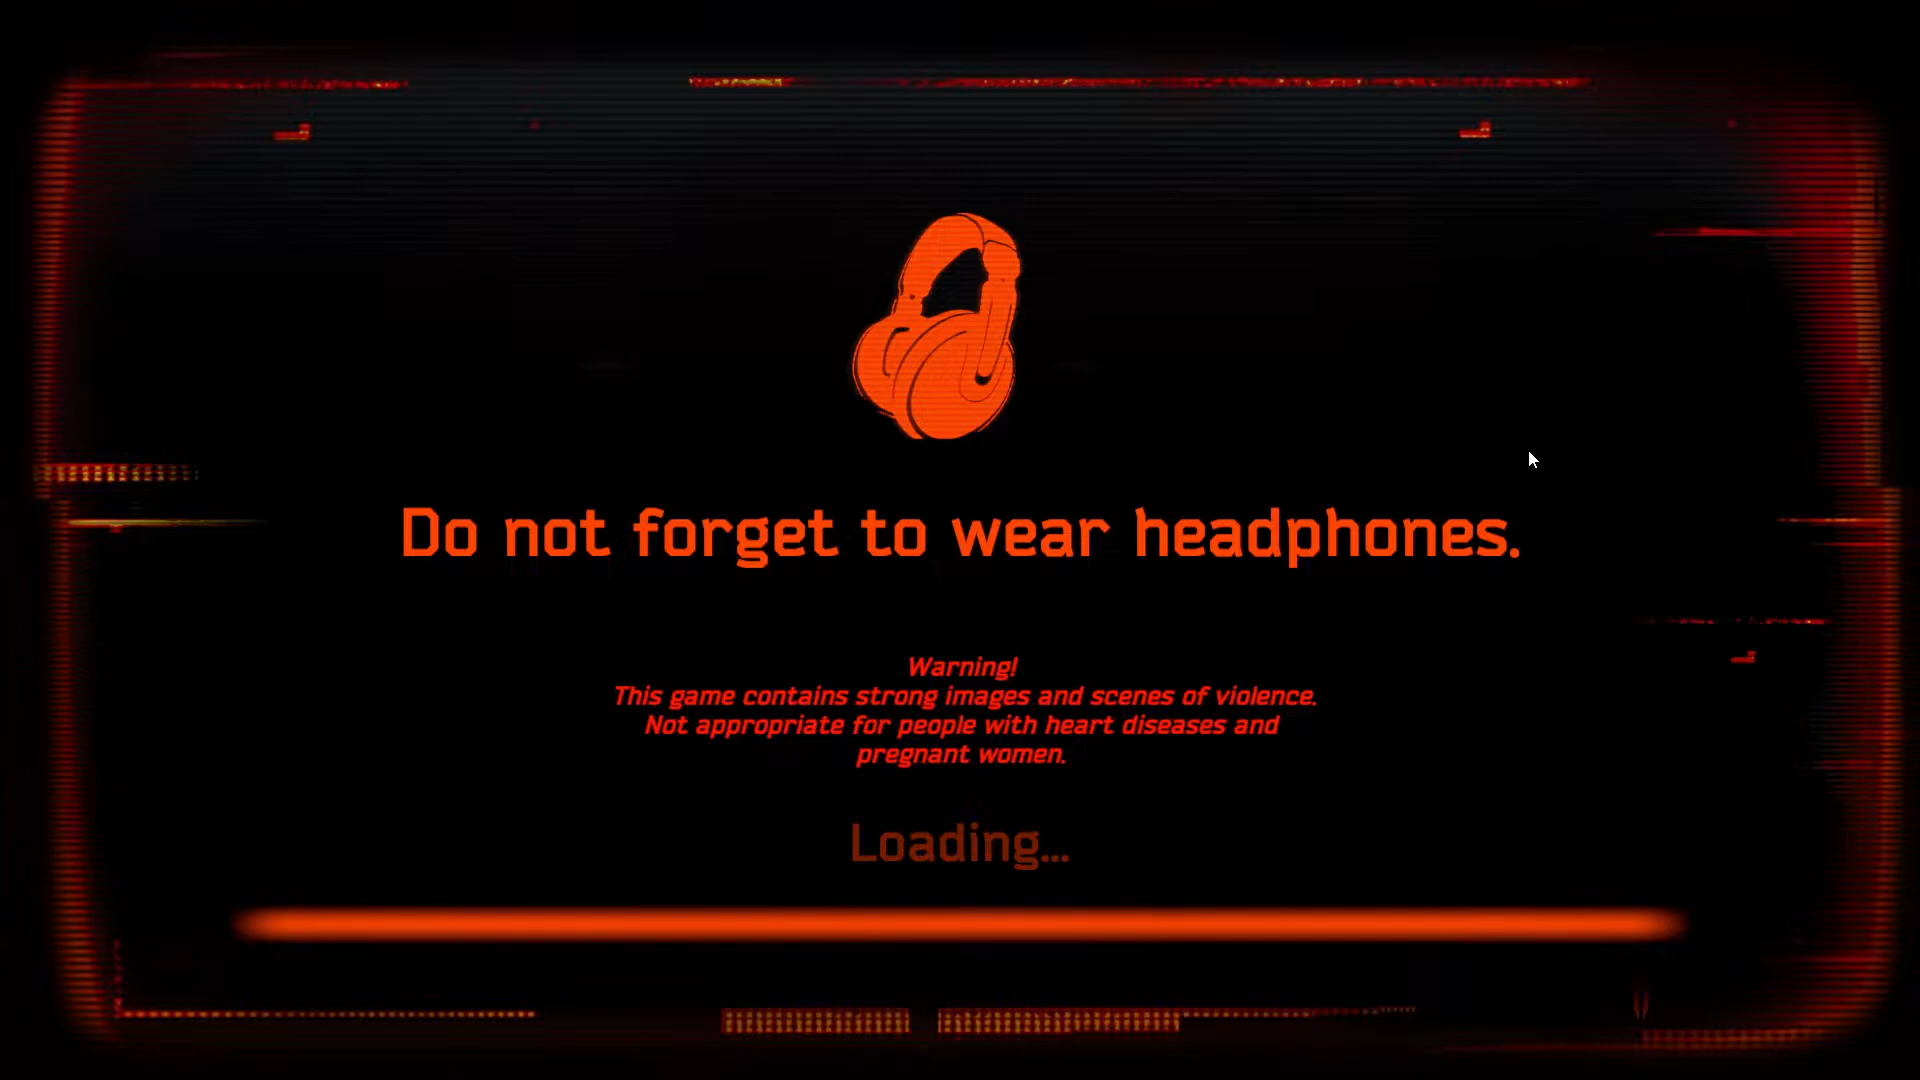 Do not forget to wear headphones.
Warning!
This game contains strong images and scenes of violence.
Not appropriate for people with heart diseases and
pregnant women.
Loading...